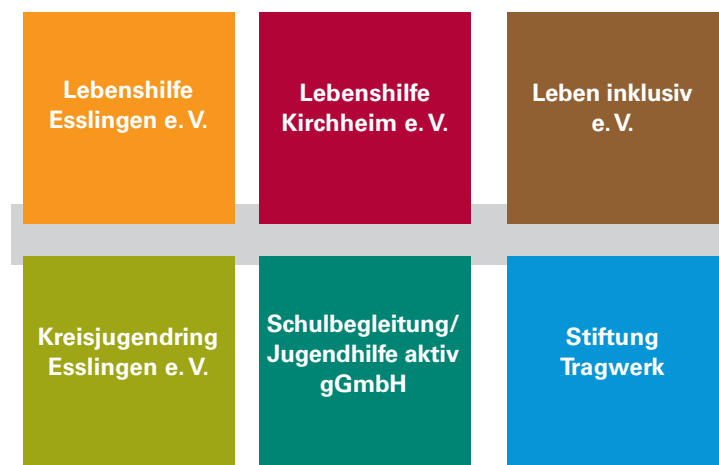 Lebenshilfe
Esslingen e. V.
Lebenshilfe
Kirchheim e. V.
Leben inklusiv
e. V.
Kreisjugendring
Esslingen e. V.
Schulbegleitung/
Jugendhilfe aktiv
gGmbH
Stiftung
Tragwerk